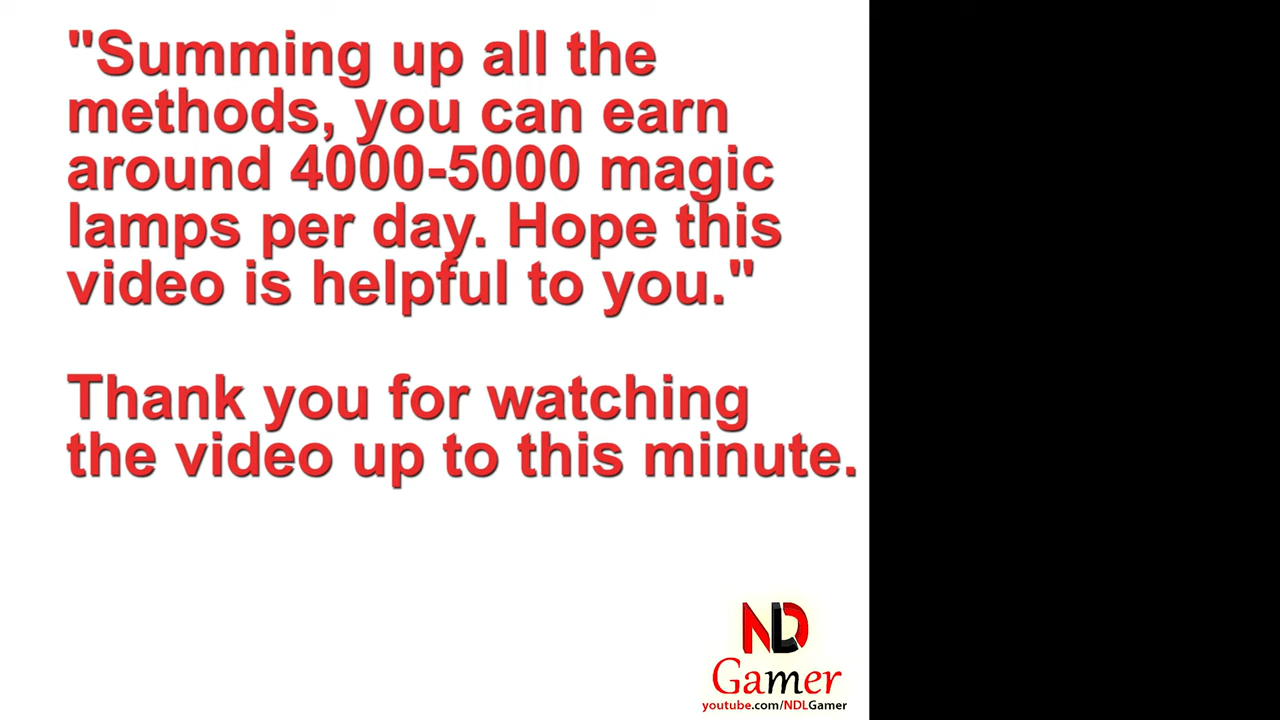 "Summing up all the
methods, you can earn
around 4000-5000 magic
lamps per day. Hope this
video is helpful to you."
Thank you for watching
the video up to this minute.
NLD
Gamer
youtube.com/NDLGamer